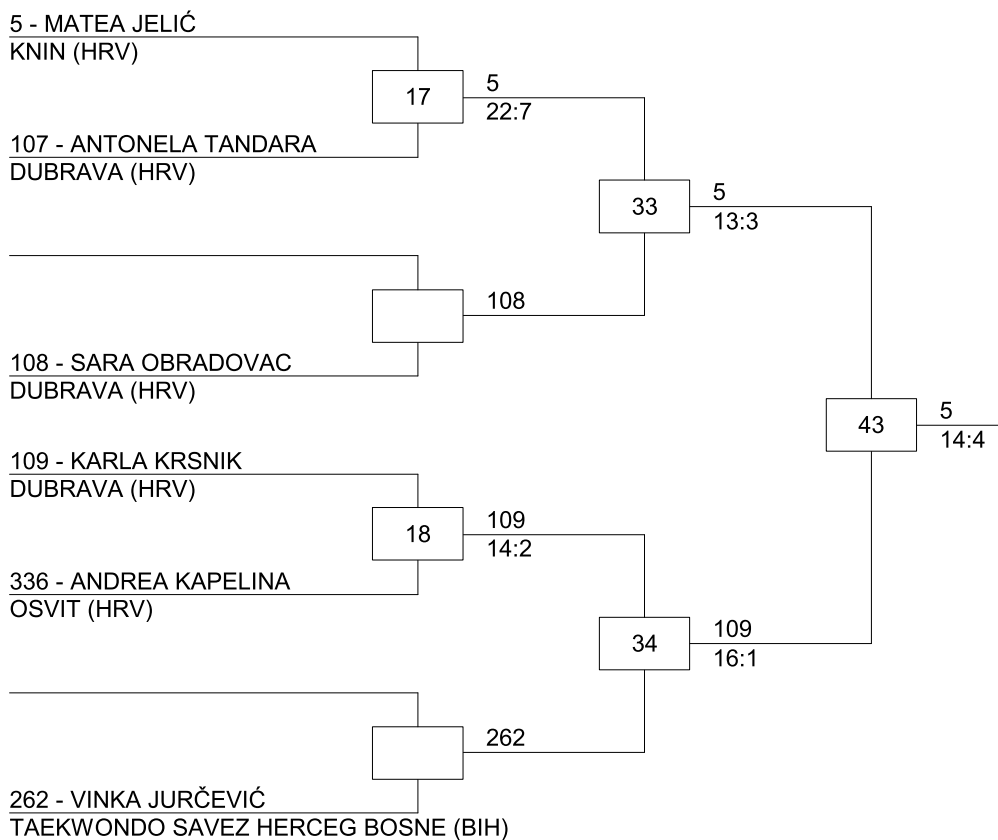 5 - MATEA JELIĆ
KNIN (HRV)
17
5
22:7
107 - ANTONELA TANDARA
DUBRAVA (HRV)
33
5
13:3
108
108 - SARA OBRADOVAC
DUBRAVA (HRV)
43
5
14:4
109 - KARLA KRSNIK
DUBRAVA (HRV)
18
109
14:2
336 - ANDREA KAPELINA
OSVIT (HRV)
34
109
16:1
262
262 - VINKA JURČEVIĆ
TAEKWONDO SAVEZ HERCEG BOSNE (BIH)